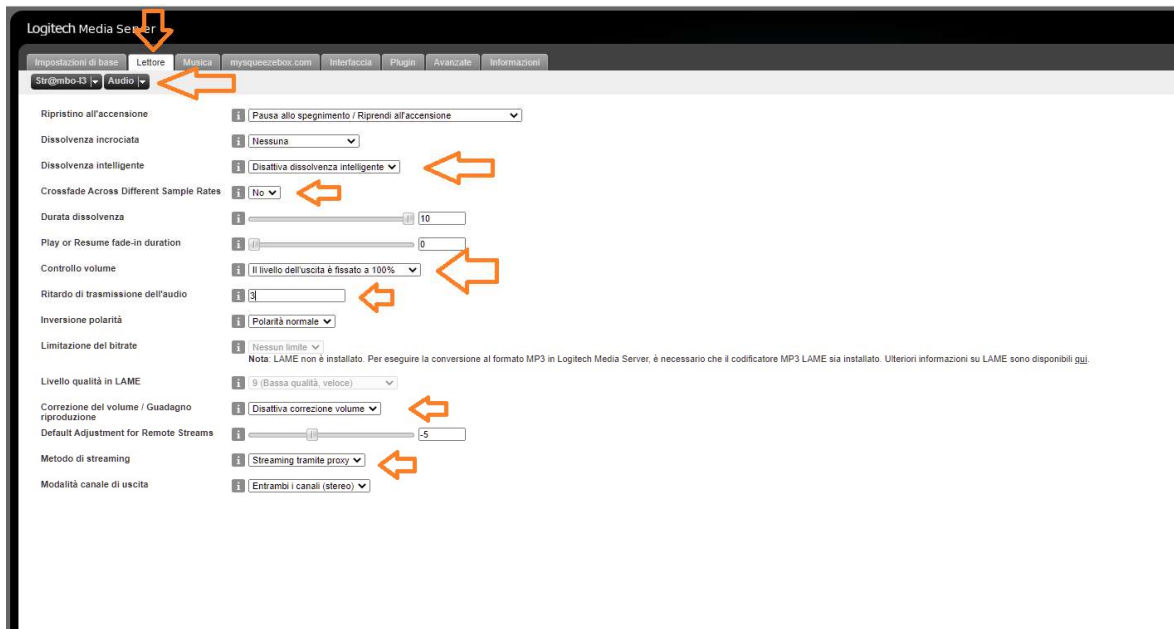 Logitech Media Server
Impostazioni di base Lettore Musica mysqueezebox.com Interfaccia Plugin Avanzate Informazioni
Str@mbo-I3 Audio
Ripristino all'accensione i Pausa allo spegnimento / Riprendi all'accensione
Dissolvenza incrociata i Nessuna
Dissolvenza intelligente i Disattiva dissolvenza intelligente
Crossfade Across Different Sample Rates i No
Durata dissolvenza i 10
Play or Resume fade-in duration i 0
Controllo volume i Il livello dell'uscita è fissato a 100%
Ritardo di trasmissione dell'audio i 3
Inversione polarità i Polarità normale
Limitazione del bitrate i Nessun limite
Nota: LAME non è installato. Per eseguire la conversione al formato MP3 in Logitech Media Server, è necessario che il codificatore MP3 LAME sia installato. Ulteriori informazioni su LAME sono disponibili qui.
Livello qualità in LAME i 9 (Bassa qualità, veloce)
Correzione del volume / Guadagno
riproduzione i Disattiva correzione volume
Default Adjustment for Remote Streams i -5
Metodo di streaming i Streaming tramite proxy
Modalità canale di uscita i Entrambi i canali (stereo)